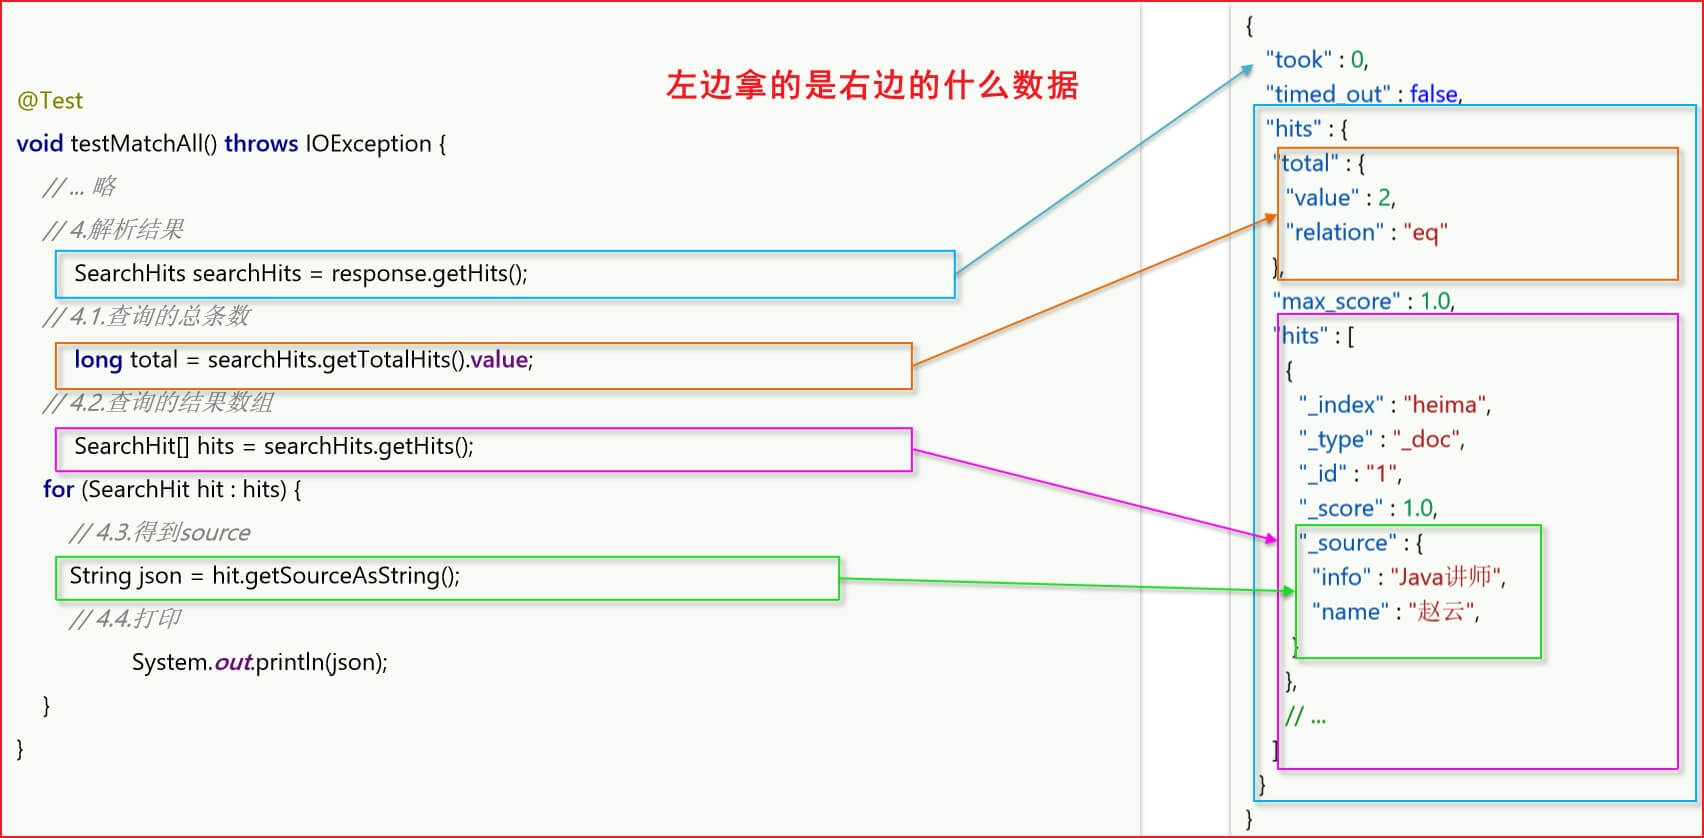 左边拿的是右边的什么数据
@Test
void testMatchAll() throws IOException {
// ... 略
// 4.解析结果
SearchHits searchHits = response.getHits();
// 4.1.查询的总条数
long total = searchHits.getTotalHits().value;
// 4.2.查询的结果数组
SearchHit[] hits = searchHits.getHits();
for (SearchHit hit : hits) {
// 4.3.得到source
String json = hit.getSourceAsString();
// 4.4.打印
System.out.println(json);
}
}
{
"took" : 0,
"timed_out" : false,
"hits" : {
"total" : {
"value" : 2,
"relation" : "eq"
},
"max_score" : 1.0,
"hits" : [
{
"_index" : "heima",
"_type" : "_doc",
"_id" : "1",
"_score" : 1.0,
"_source" : {
"info" : "Java讲师",
"name" : "赵云",
}
},
// ...
]
}
}